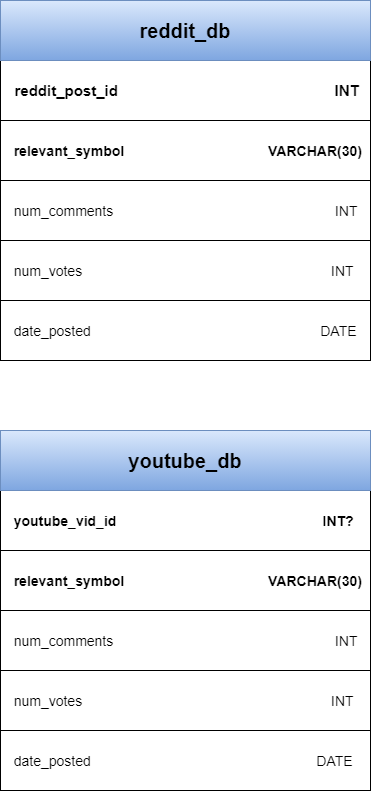 reddit_db
reddit_post_id INT
relevant_symbol VARCHAR(30)
num_comments INT
num_votes INT
date_posted DATE
youtube_db
youtube_vid_id INT?
relevant_symbol VARCHAR(30)
num_comments INT
num_votes INT
date_posted DATE